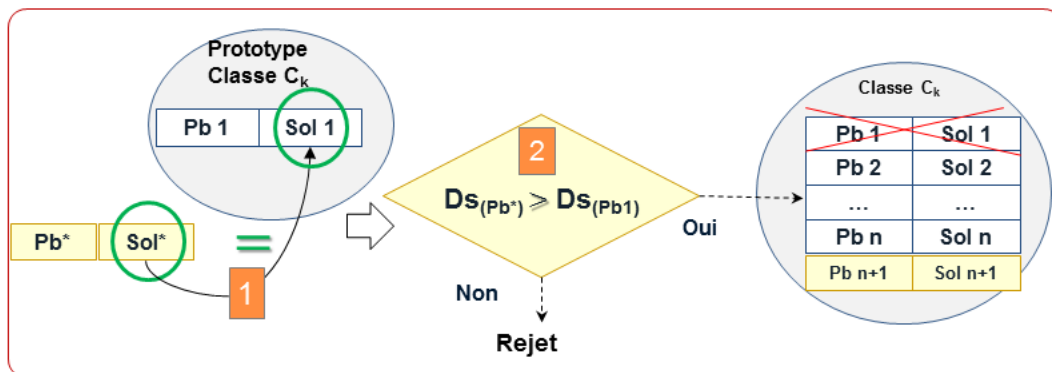 Prototype
Classe Ck
Pb 1 Sol 1
Pb* Sol*
=
1
2
Ds(Pb*) ⩾ Ds(Pb1)
Oui
Non
Rejet
Classe Ck
Pb 1 Sol 1
Pb 2 Sol 2
... ...
Pb n Sol n
Pb n+1 Sol n+1